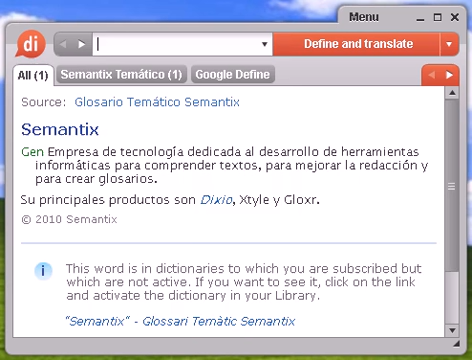 Menu
di
Define and translate
All (1)
Semantix Temático (1)
Google Define
Source: Glosario Temático Semantix
Semantix
Gen Empresa de tecnología dedicada al desarrollo de herramientas
informáticas para comprender textos, para mejorar la redacción y
para crear glosarios.
Su principales productos son Dixio, Xtyle y Gloxr.
© 2010 Semantix
i
This word is in dictionaries to which you are subscribed but
which are not active. If you want to see it, click on the link
and activate the dictionary in your Library.
"Semantix" - Glossari Temàtic Semantix